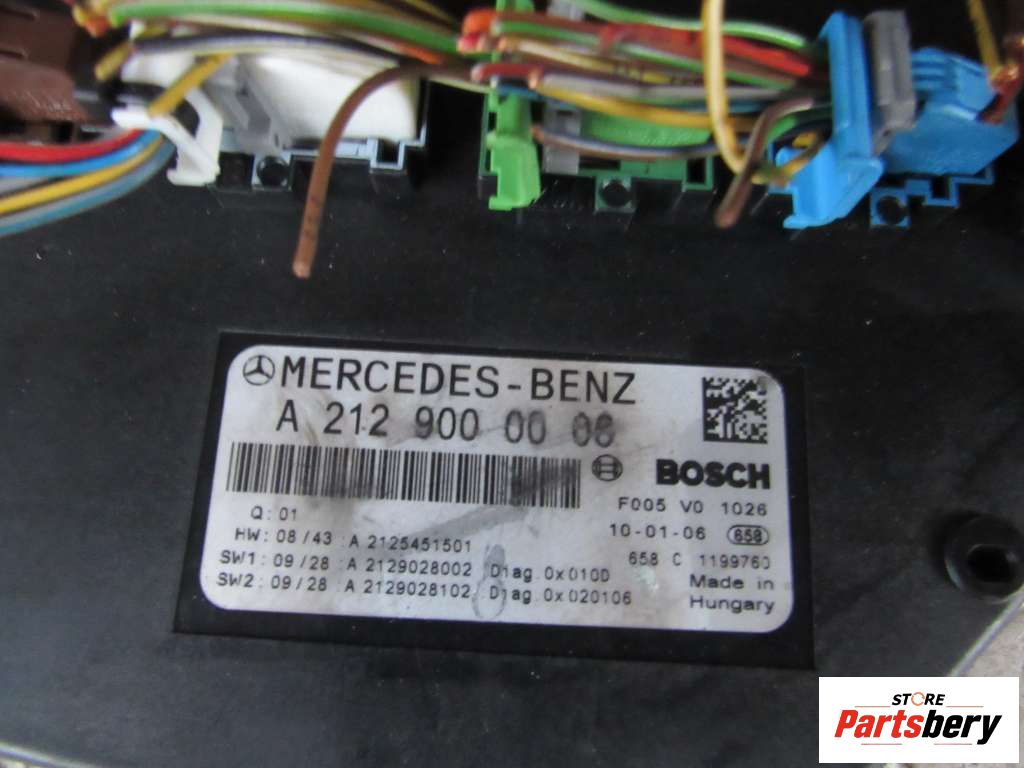 MERCEDES-BENZ
A 212 900 00 08
BOSCH
F005 V0 1026
Q: 01
10-01-06 658
HW: 08/43 :A 2125451501
658 C 1199760
SW1: 09/28 :A 2129028002 Diag.0x010D
Made in
SW2: 09/28 :A 2129028102 Diag.0x020106
Hungary
STORE
Partsbery